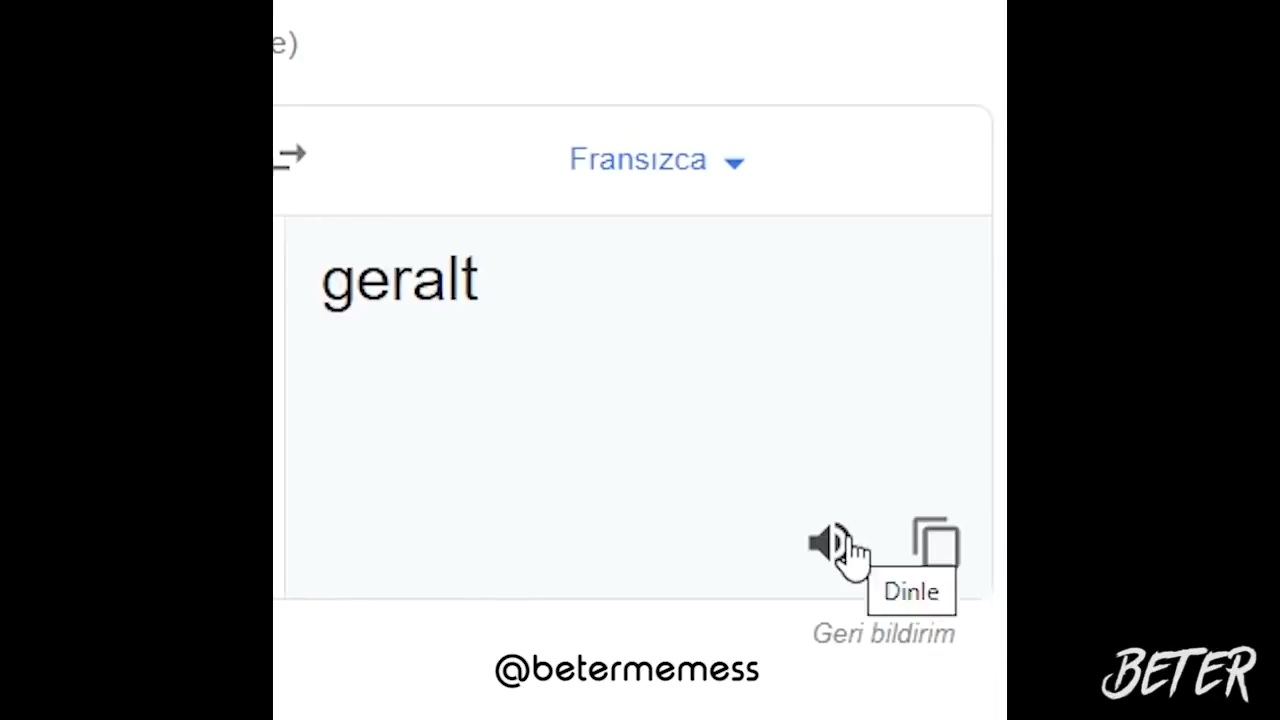 e)
Fransızca
geralt
Dinle
Geri bildirim
@betermemess
BETER